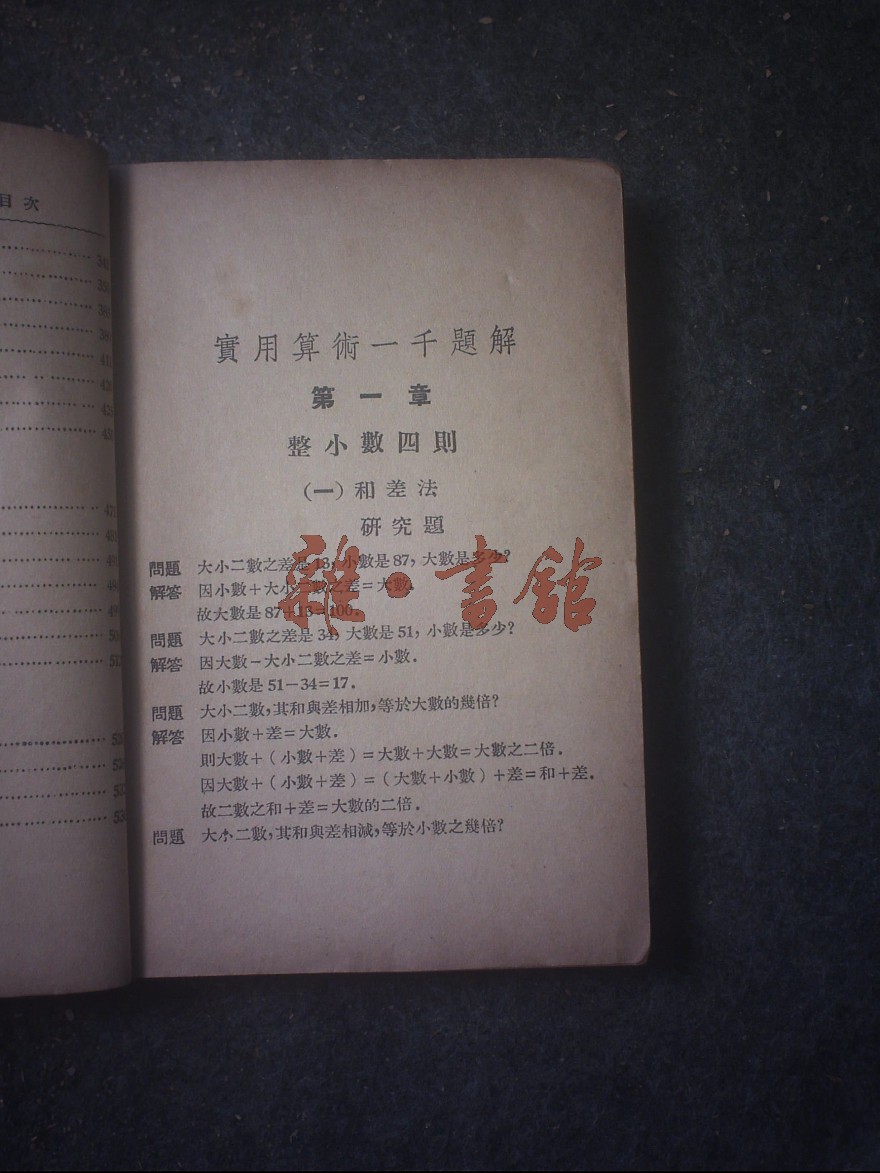 目次
實用算術一千題解
第一章
整小數四則
(一)和差法
研究題
問題 大小二數之差是13, 小數是87, 大數是多少?
解答 因小數+大小二數之差=大數.
故大數是 87+13=100.
問題 大小二數之差是34, 大數是51, 小數是多少?
解答 因大數-大小二數之差=小數.
故小數是 51-34=17.
問題 大小二數,其和與差相加,等於大數的幾倍?
解答 因小數+差=大數.
則大數+(小數+差)=大數+大數=大數之二倍.
因大數+(小數+差)=(大數+小數)+差=和+差.
故二數之和+差=大數的二倍.
問題 大小二數,其和與差相減,等於小數之幾倍?
雜·書館